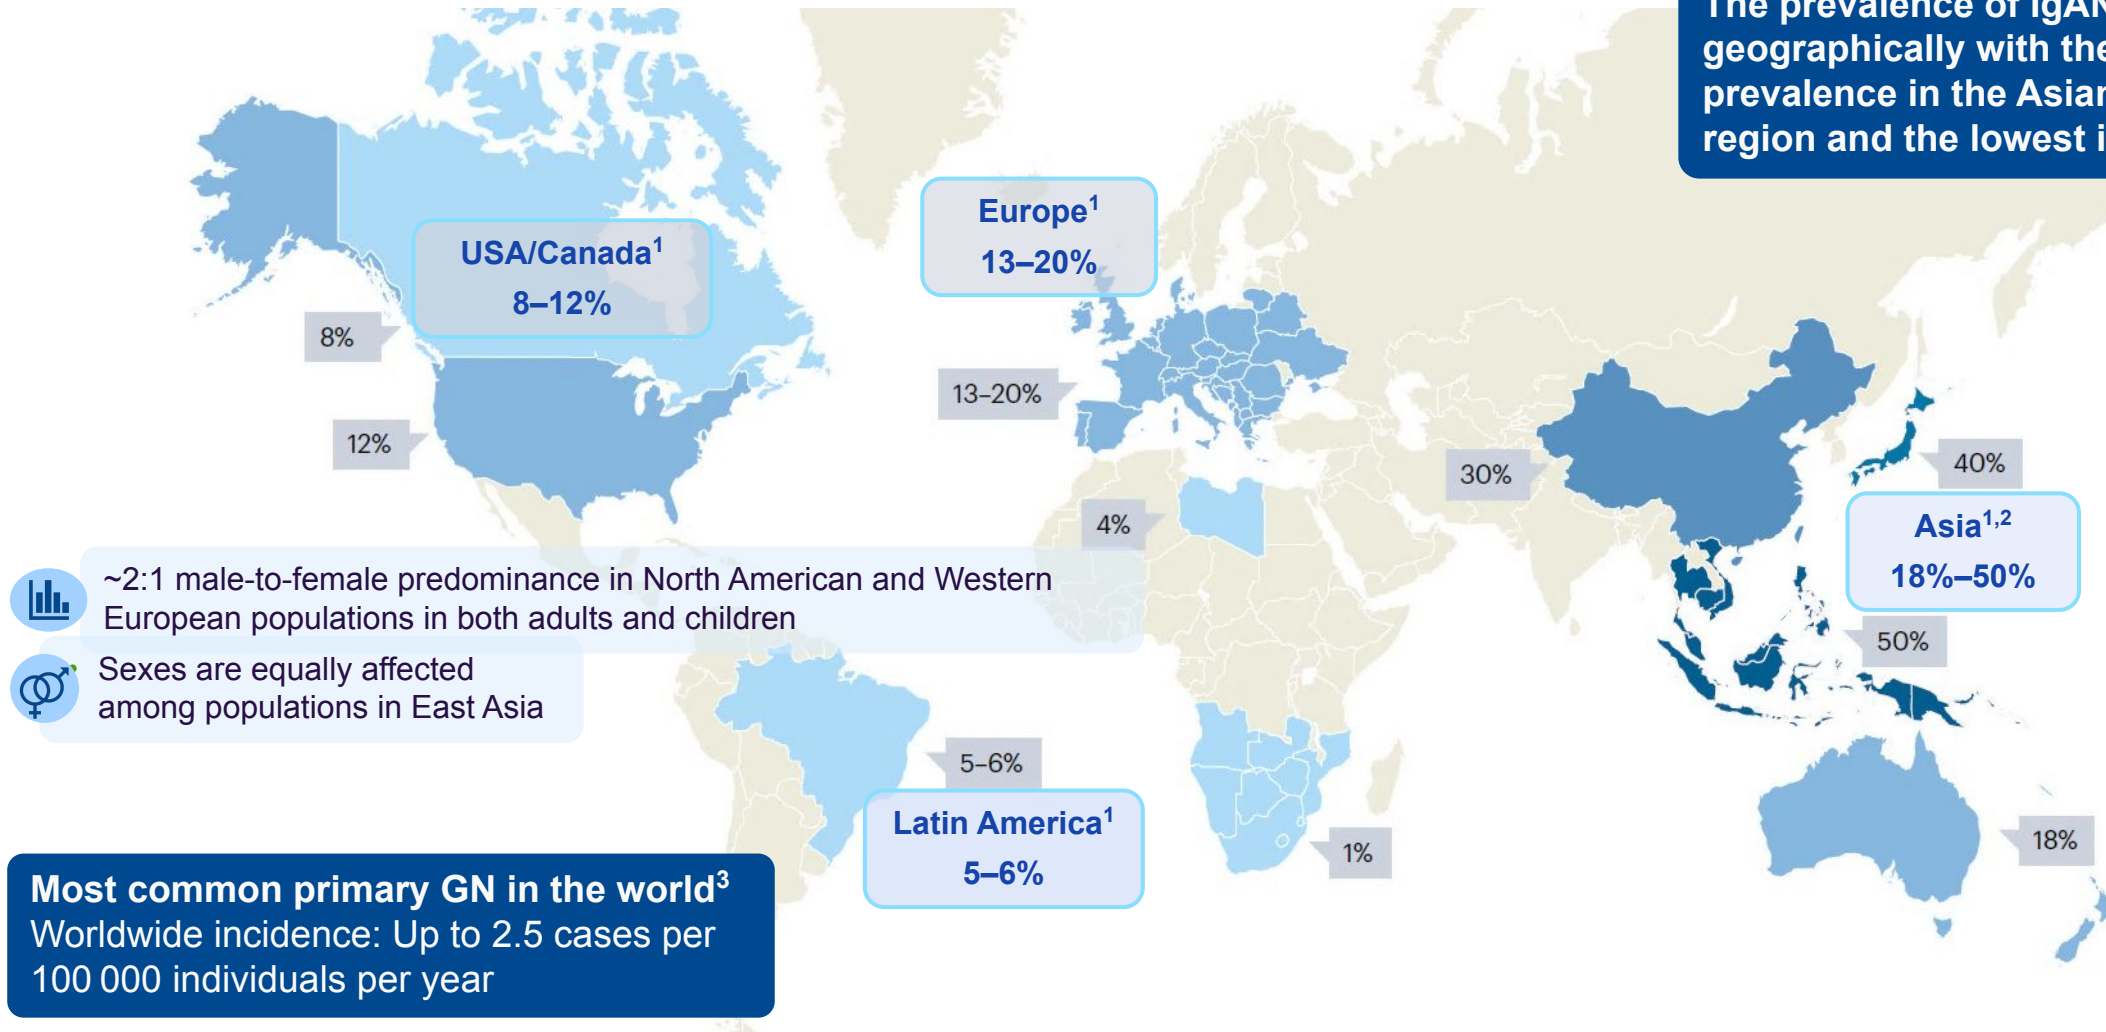 The prevalence of IgAN
geographically with the
prevalence in the Asian
region and the lowest i
Europe¹
13–20%
USA/Canada¹
8–12%
8%
13–20%
12%
30%
40%
4%
Asia¹,²
18%–50%
~2:1 male-to-female predominance in North American and Western
European populations in both adults and children
50%
Sexes are equally affected
among populations in East Asia
5–6%
Latin America¹
5–6%
1%
18%
Most common primary GN in the world³
Worldwide incidence: Up to 2.5 cases per
100 000 individuals per year